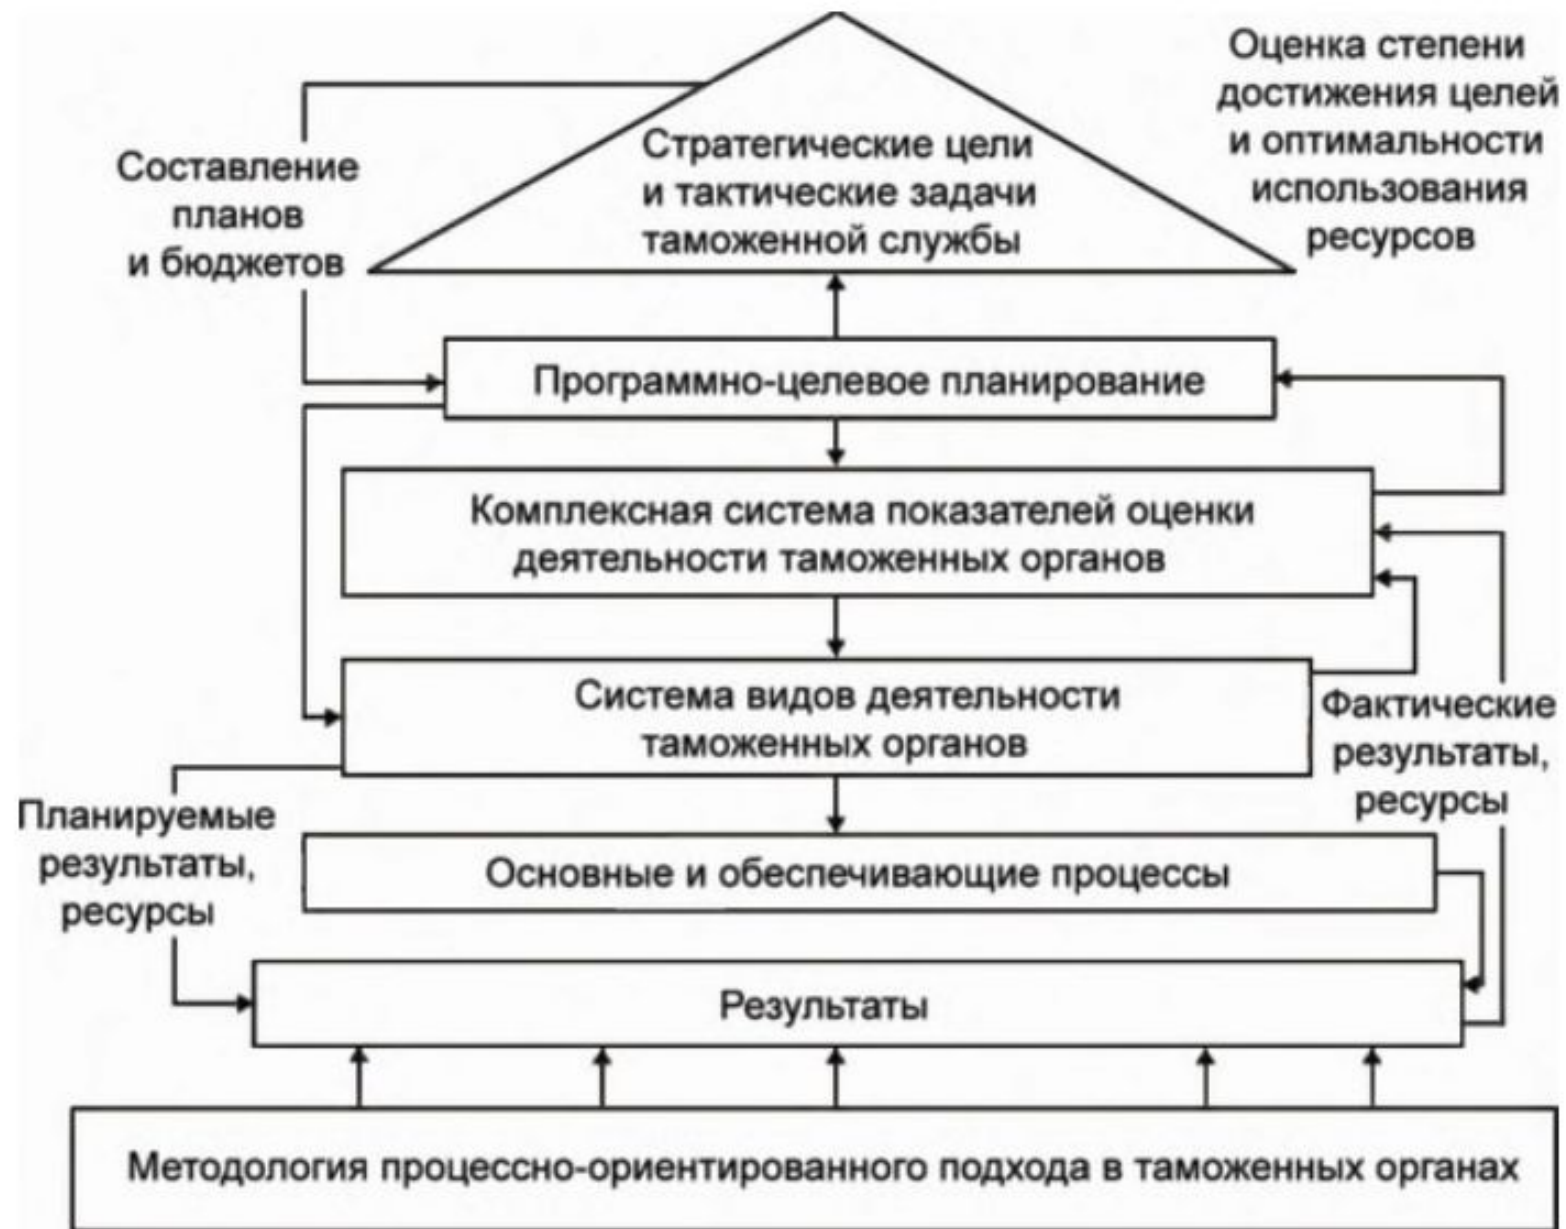 Оценка степени
достижения целей
и оптимальности
использования
ресурсов
Стратегические цели
и тактические задачи
таможенной службы
Составление
планов
и бюджетов
Программно-целевое планирование
Комплексная система показателей оценки
деятельности таможенных органов
Система видов деятельности
таможенных органов
Фактические
результаты,
ресурсы
Планируемые
результаты,
ресурсы
Основные и обеспечивающие процессы
Результаты
Методология процессно-ориентированного подхода в таможенных органах